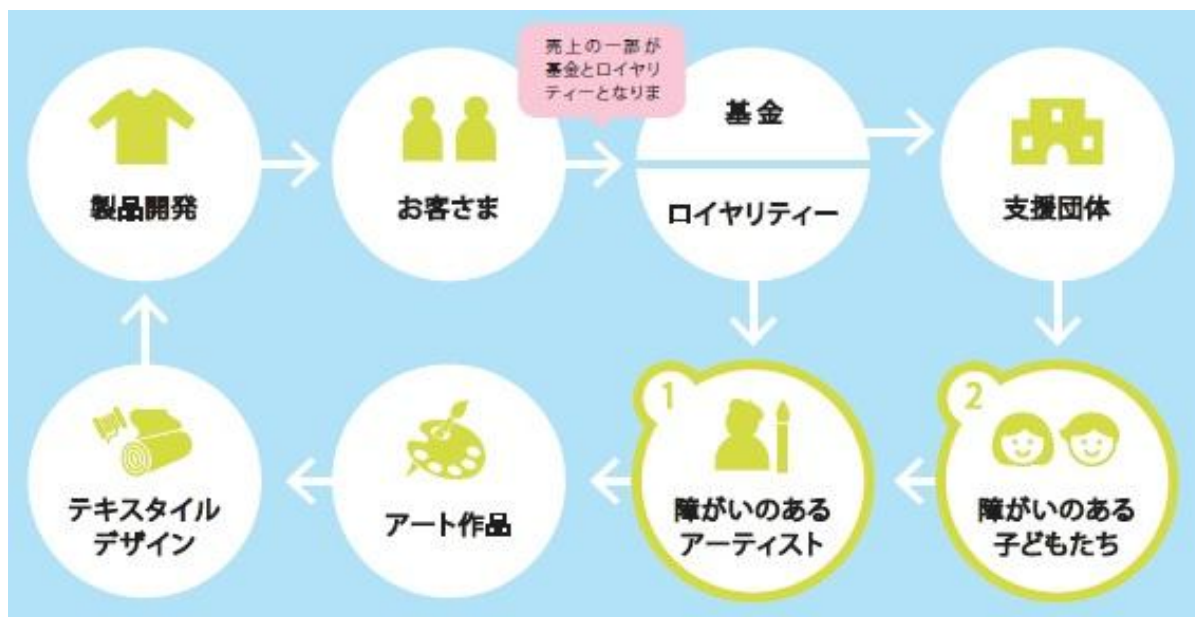 売上の一部が
基金とロイヤリ
ティーとなりま
製品開発
お客さま
基金
ロイヤリティー
支援団体
テキスタイル
デザイン
アート作品
1
障がいのある
アーティスト
2
障がいのある
子どもたち